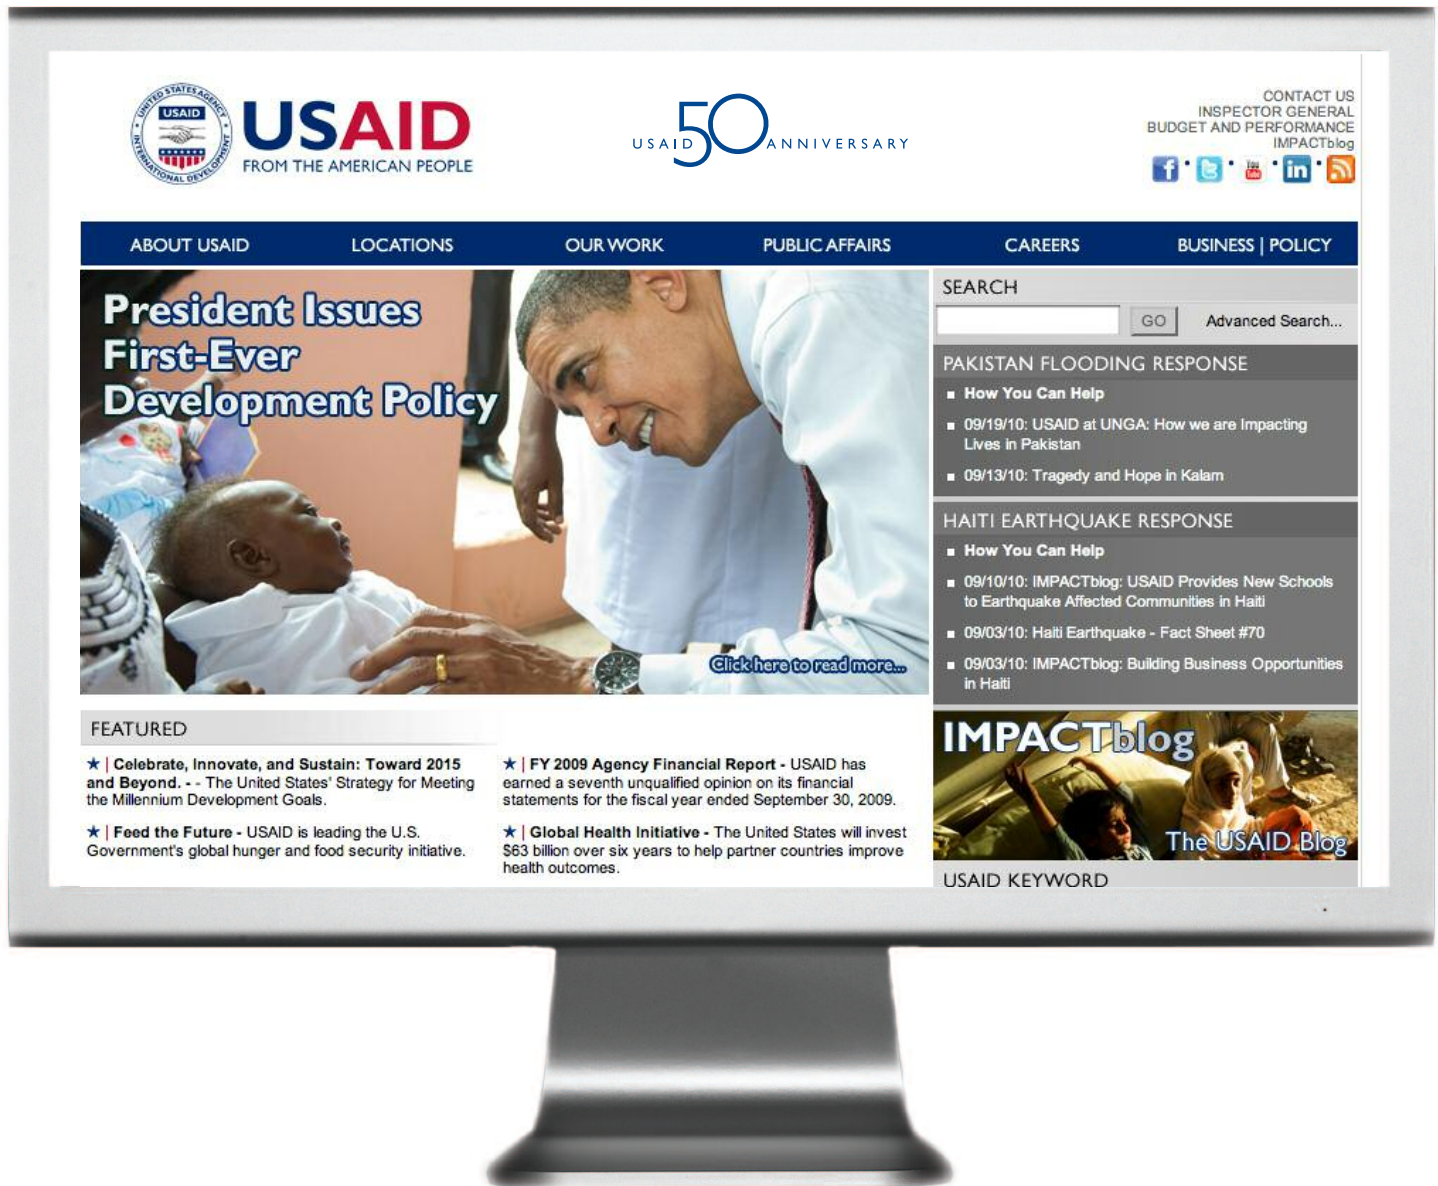 UNITED STATES AGENCY
USAID
INTERNATIONAL DEVELOPMENT
USAID
FROM THE AMERICAN PEOPLE
USAID 50 ANNIVERSARY
CONTACT US
INSPECTOR GENERAL
BUDGET AND PERFORMANCE
IMPACTblog
You
Tube
in
ABOUT USAID
LOCATIONS
OUR WORK
PUBLIC AFFAIRS
CAREERS
BUSINESS | POLICY
President Issues
First-Ever
Development Policy
Click here to read more...
SEARCH
GO
Advanced Search...
PAKISTAN FLOODING RESPONSE
How You Can Help
09/19/10: USAID at UNGA: How we are Impacting
Lives in Pakistan
09/13/10: Tragedy and Hope in Kalam
HAITI EARTHQUAKE RESPONSE
How You Can Help
09/10/10: IMPACTblog: USAID Provides New Schools
to Earthquake Affected Communities in Haiti
09/03/10: Haiti Earthquake - Fact Sheet #70
09/03/10: IMPACTblog: Building Business Opportunities
in Haiti
IMPACTblog
The USAID Blog
USAID KEYWORD
FEATURED
★ | Celebrate, Innovate, and Sustain: Toward 2015
and Beyond. - - The United States' Strategy for Meeting
the Millennium Development Goals.
★ | Feed the Future - USAID is leading the U.S.
Government's global hunger and food security initiative.
★ | FY 2009 Agency Financial Report - USAID has
earned a seventh unqualified opinion on its financial
statements for the fiscal year ended September 30, 2009.
★ | Global Health Initiative - The United States will invest
$63 billion over six years to help partner countries improve
health outcomes.